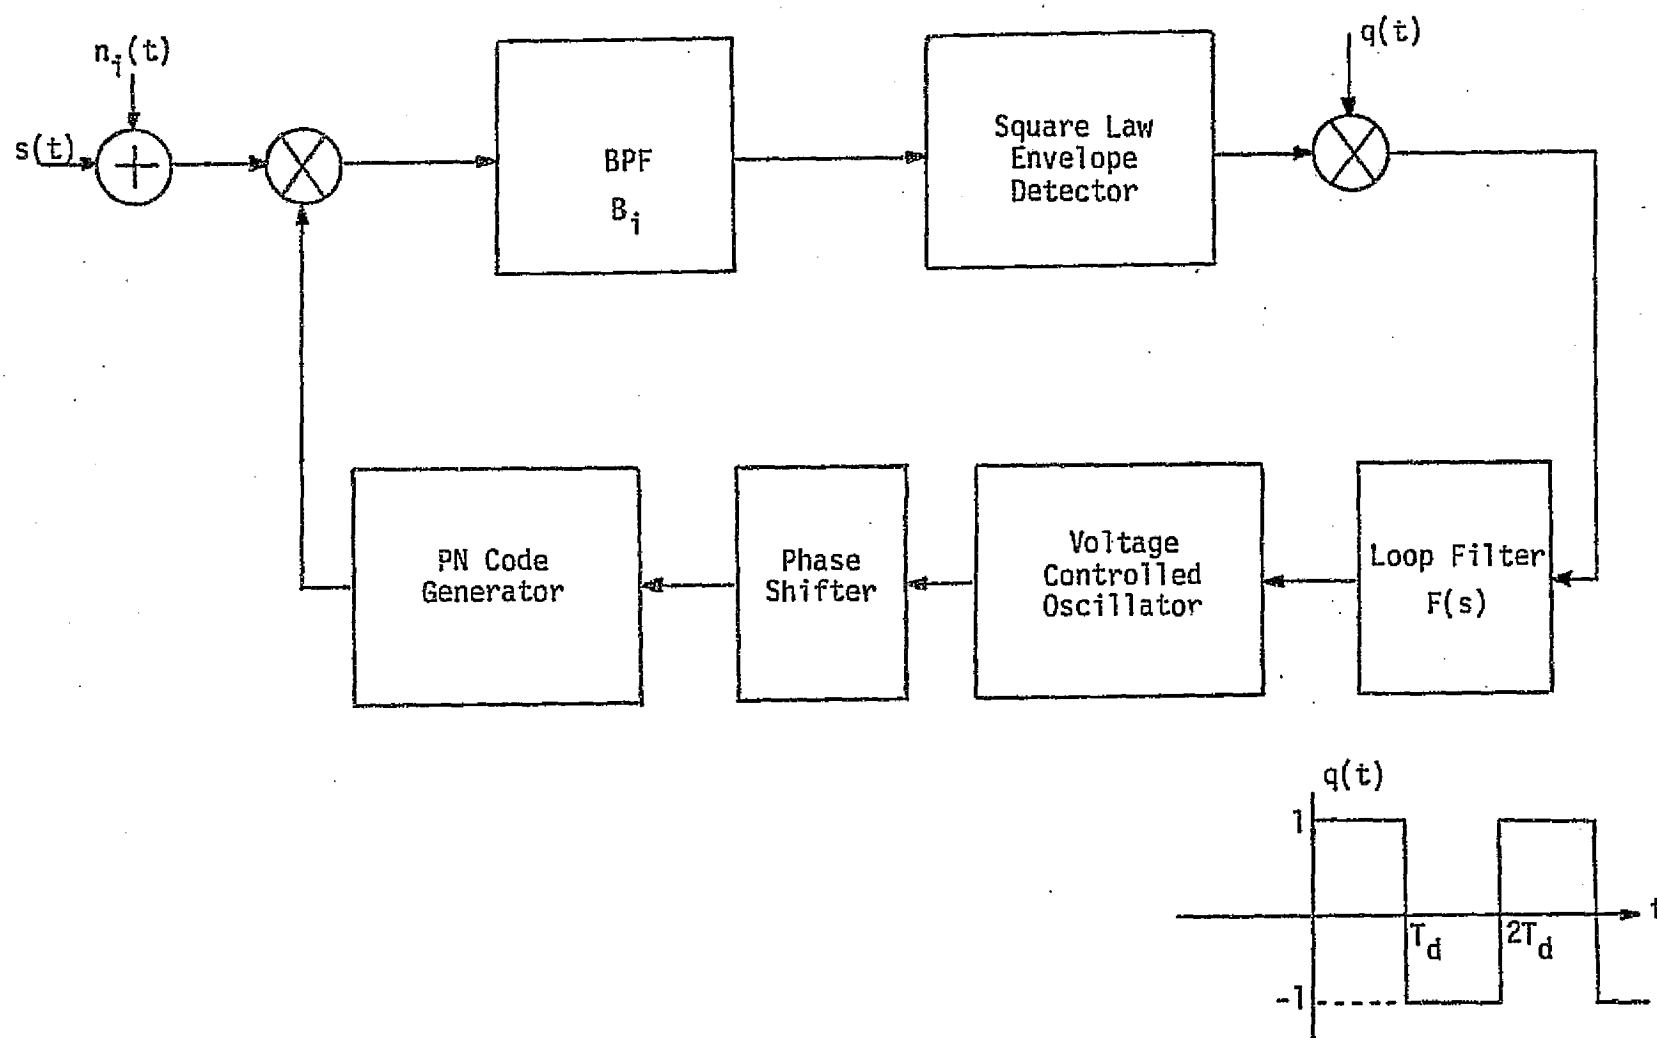 n_i(t)
s(t)
BPF
B_i
Square Law
Envelope
Detector
q(t)
PN Code
Generator
Phase
Shifter
Voltage
Controlled
Oscillator
Loop Filter
F(s)
q(t)
1
T_d
2T_d
t
-1